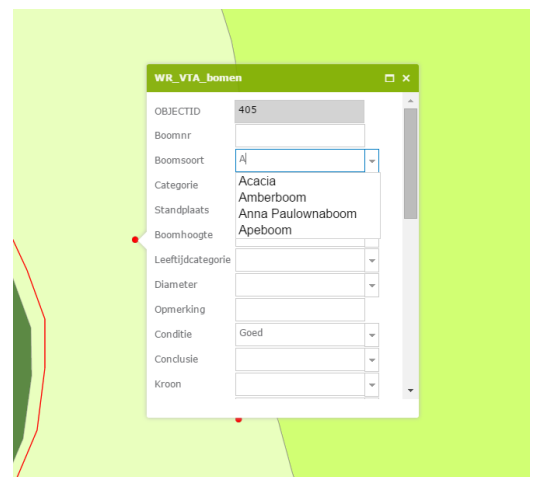 WR_VTA_bomen
OBJECTID 405
Boomnr
Boomsoort A
Acacia
Categorie
Amberboom
Standplaats
Anna Paulownaboom
Boomhoogte
Apeboom
Leeftijdcategorie
Diameter
Opmerking
Conditie Goed
Conclusie
Kroon